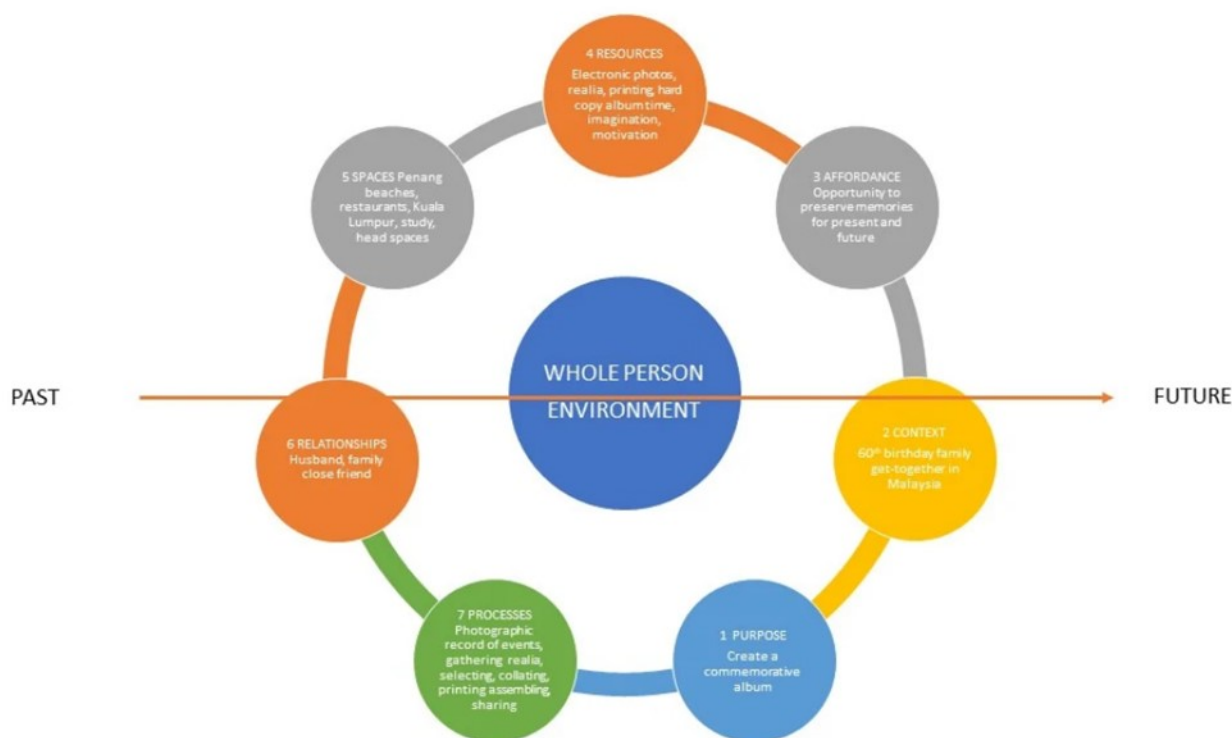 4 RESOURCES
Electronic photos,
realia, printing, hard
copy album time,
imagination,
motivation
5 SPACES Penang
beaches,
restaurants, Kuala
Lumpur, study,
head spaces
3 AFFORDANCE
Opportunity to
preserve memories
for present and
future
WHOLE PERSON
ENVIRONMENT
PAST
FUTURE
6 RELATIONSHIPS
Husband, family
close friend
2 CONTEXT
60th birthday family
get-together in
Malaysia
7 PROCESSES
Photographic
record of events,
gathering realia,
selecting, collating,
printing assembling,
sharing
1 PURPOSE
Create a
commemorative
album